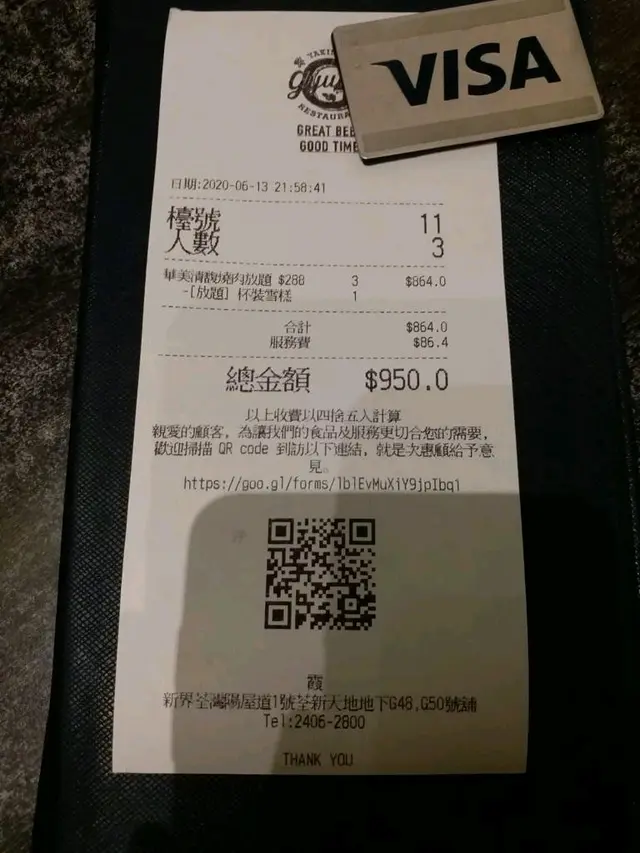 VISA
GREAT BEE
GOOD TIME
日期:2020-06-13 21:58:41
檯號 11
人數 3
華美清馥燒肉放題 $288 3 $864.0
-[放題] 杯裝雪糕 1
合計 $864.0
服務費 $86.4
總金額 $950.0
以上收費以四捨五入計算
親愛的顧客, 為讓我們的食品及服務更切合您的需要,
歡迎掃描 QR code 到訪以下連結, 就是次惠顧給予意
見。
https://goo.gl/forms/1blEvMuXiY9jpIbq1
霞
新界荃灣楊屋道1號荃新天地地下G48,G50號舖
Tel:2406-2800
THANK YOU